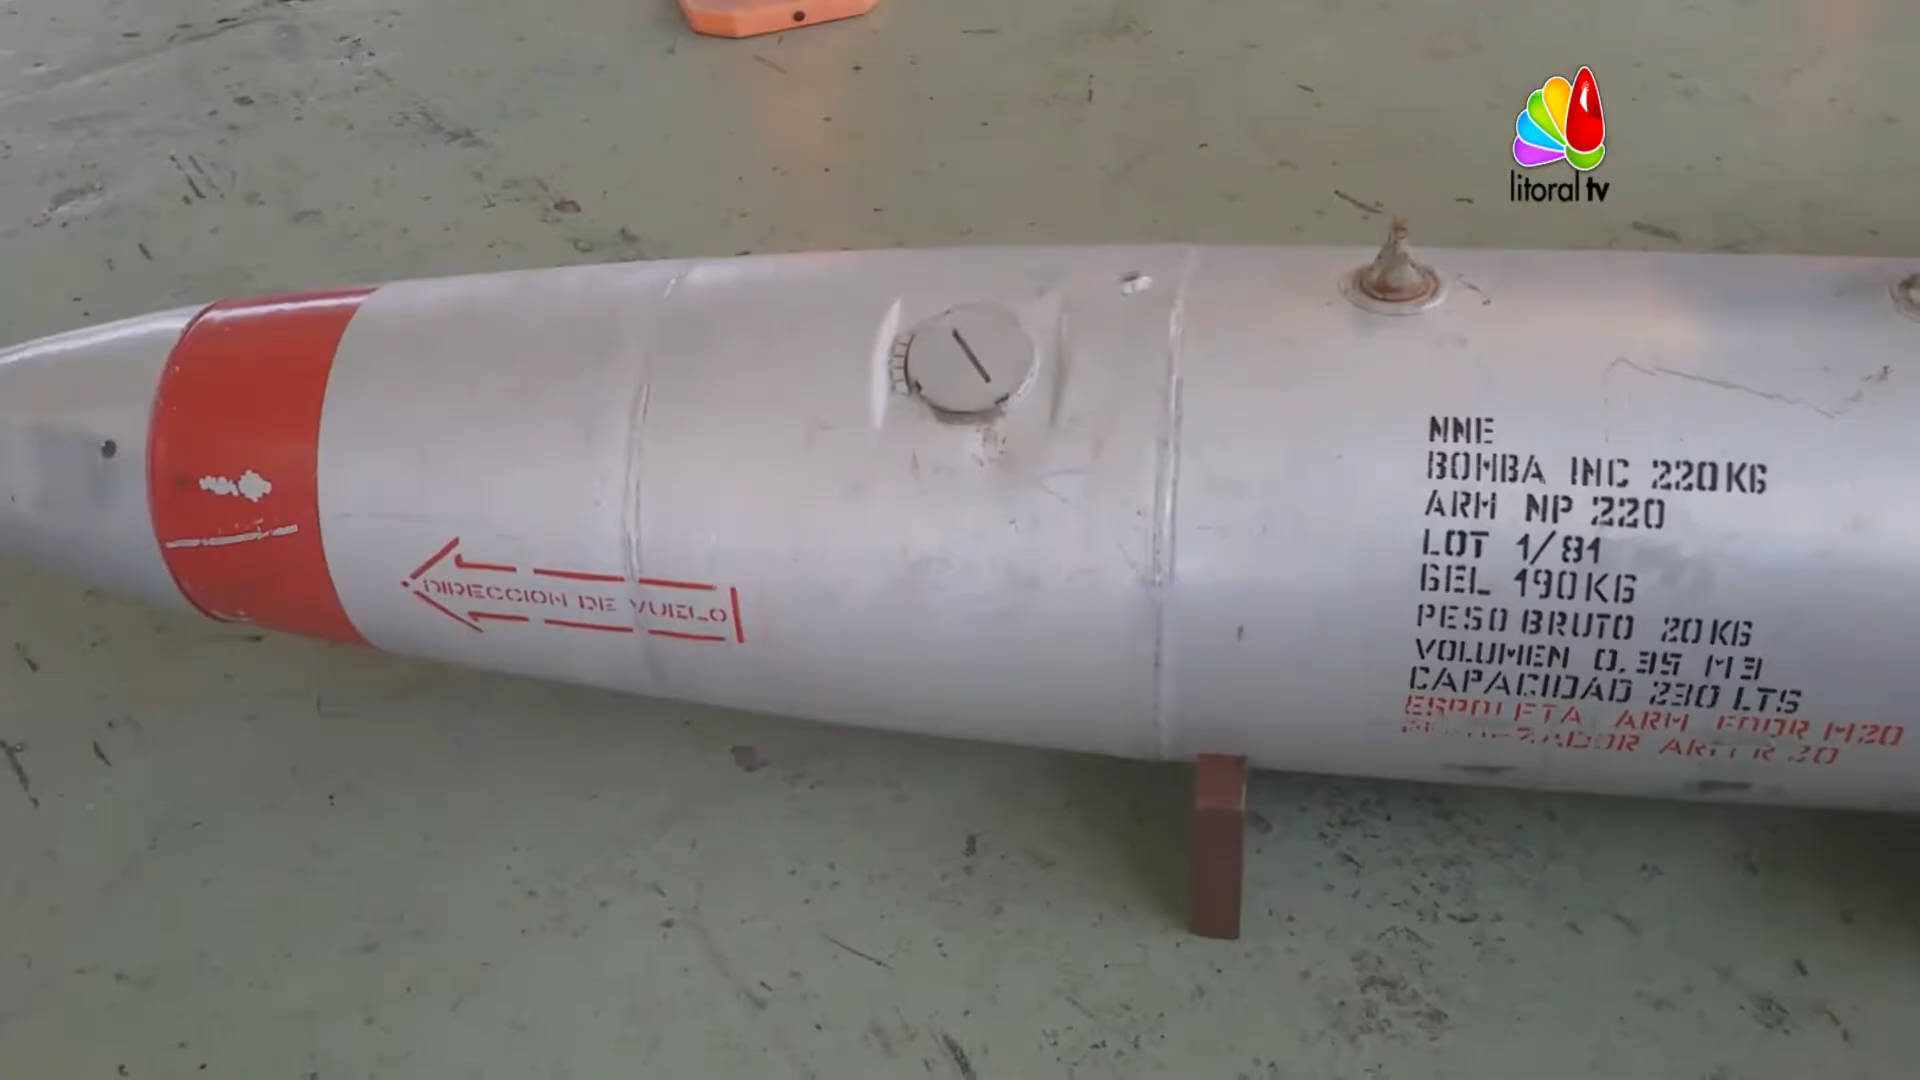 litoral tv
NNE
BOMBA INC 220KG
ARM NP 220
LOT 1/81
GEL 190KG
PESO BRUTO 20KG
VOLUMEN 0.35 M3
CAPACIDAD 230 LTS
ESPOLETA ARM M20
DIRECCION DE VUELO